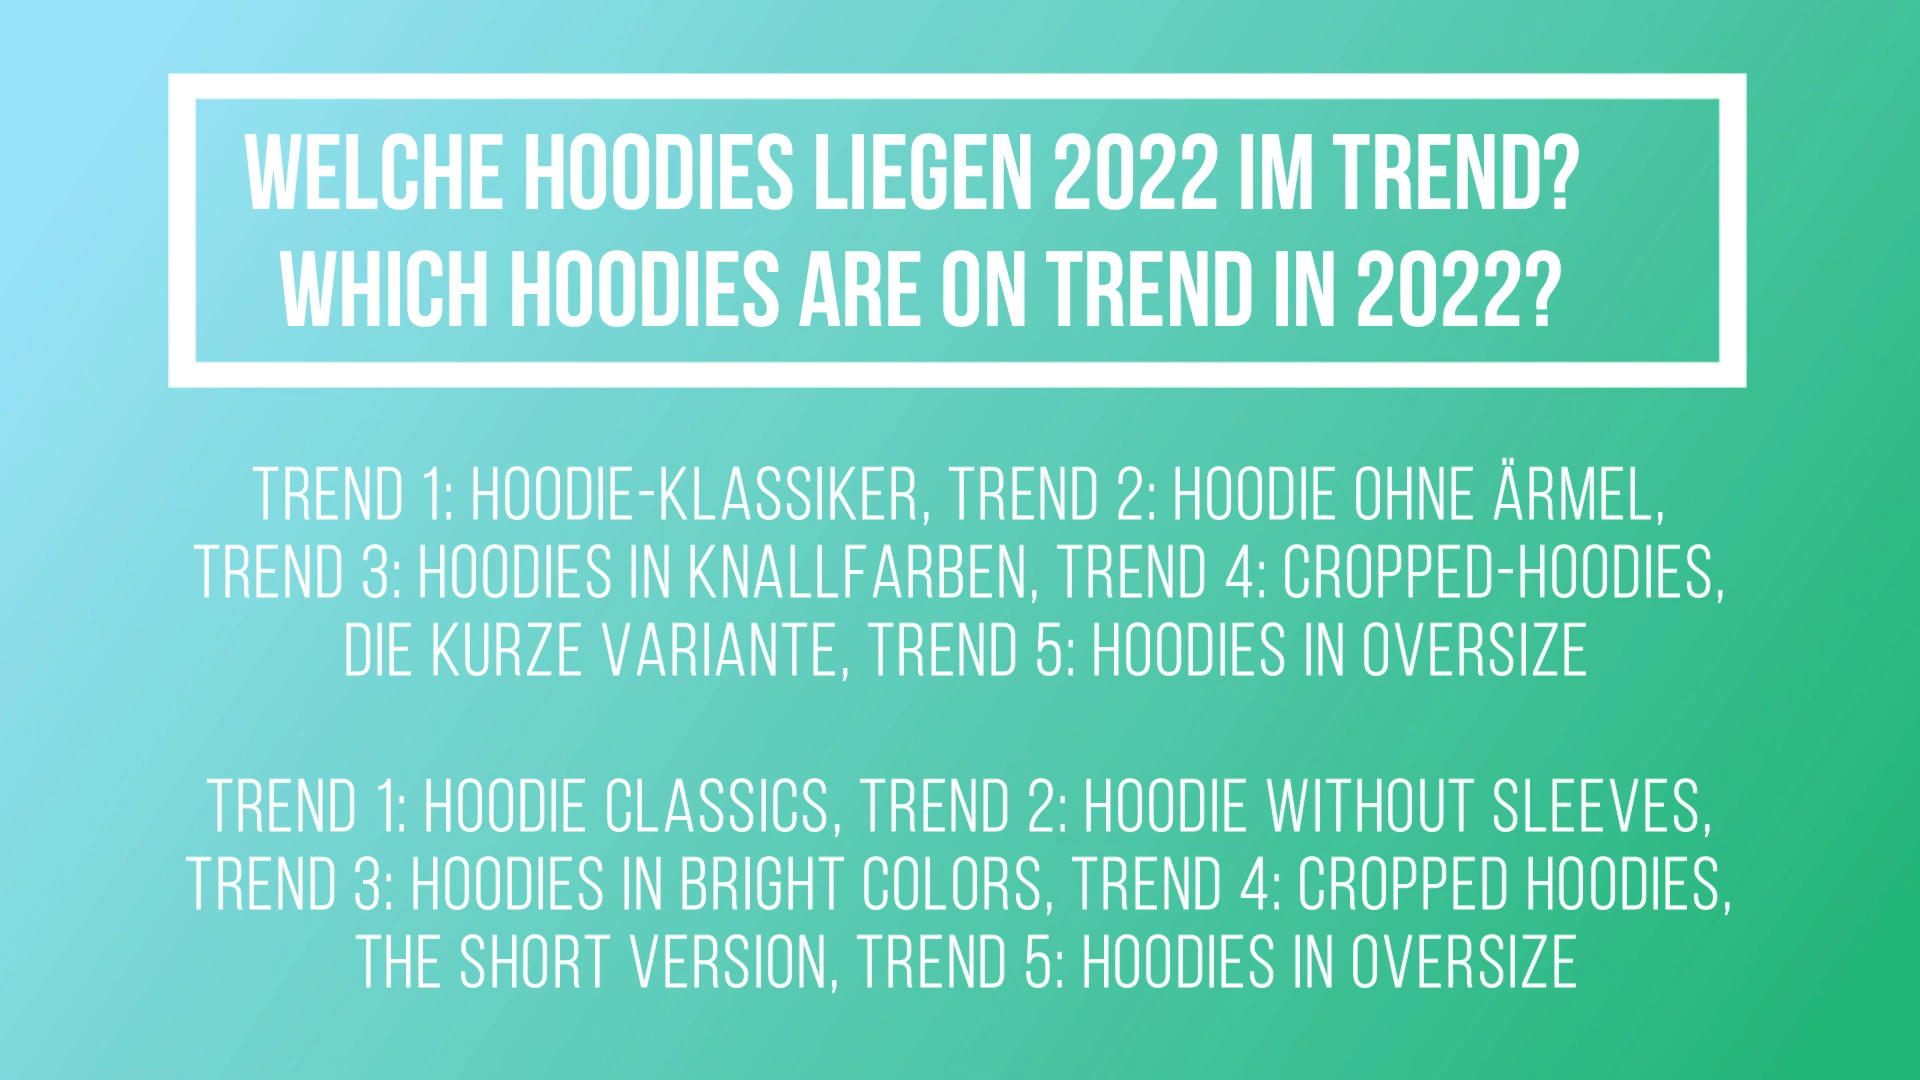 WELCHE HOODIES LIEGEN 2022 IM TREND?
WHICH HOODIES ARE ON TREND IN 2022?
TREND 1: HOODIE-KLASSIKER, TREND 2: HOODIE OHNE ÄRMEL,
TREND 3: HOODIES IN KNALLFARBEN, TREND 4: CROPPED-HOODIES,
DIE KURZE VARIANTE, TREND 5: HOODIES IN OVERSIZE
TREND 1: HOODIE CLASSICS, TREND 2: HOODIE WITHOUT SLEEVES,
TREND 3: HOODIES IN BRIGHT COLORS, TREND 4: CROPPED HOODIES,
THE SHORT VERSION, TREND 5: HOODIES IN OVERSIZE